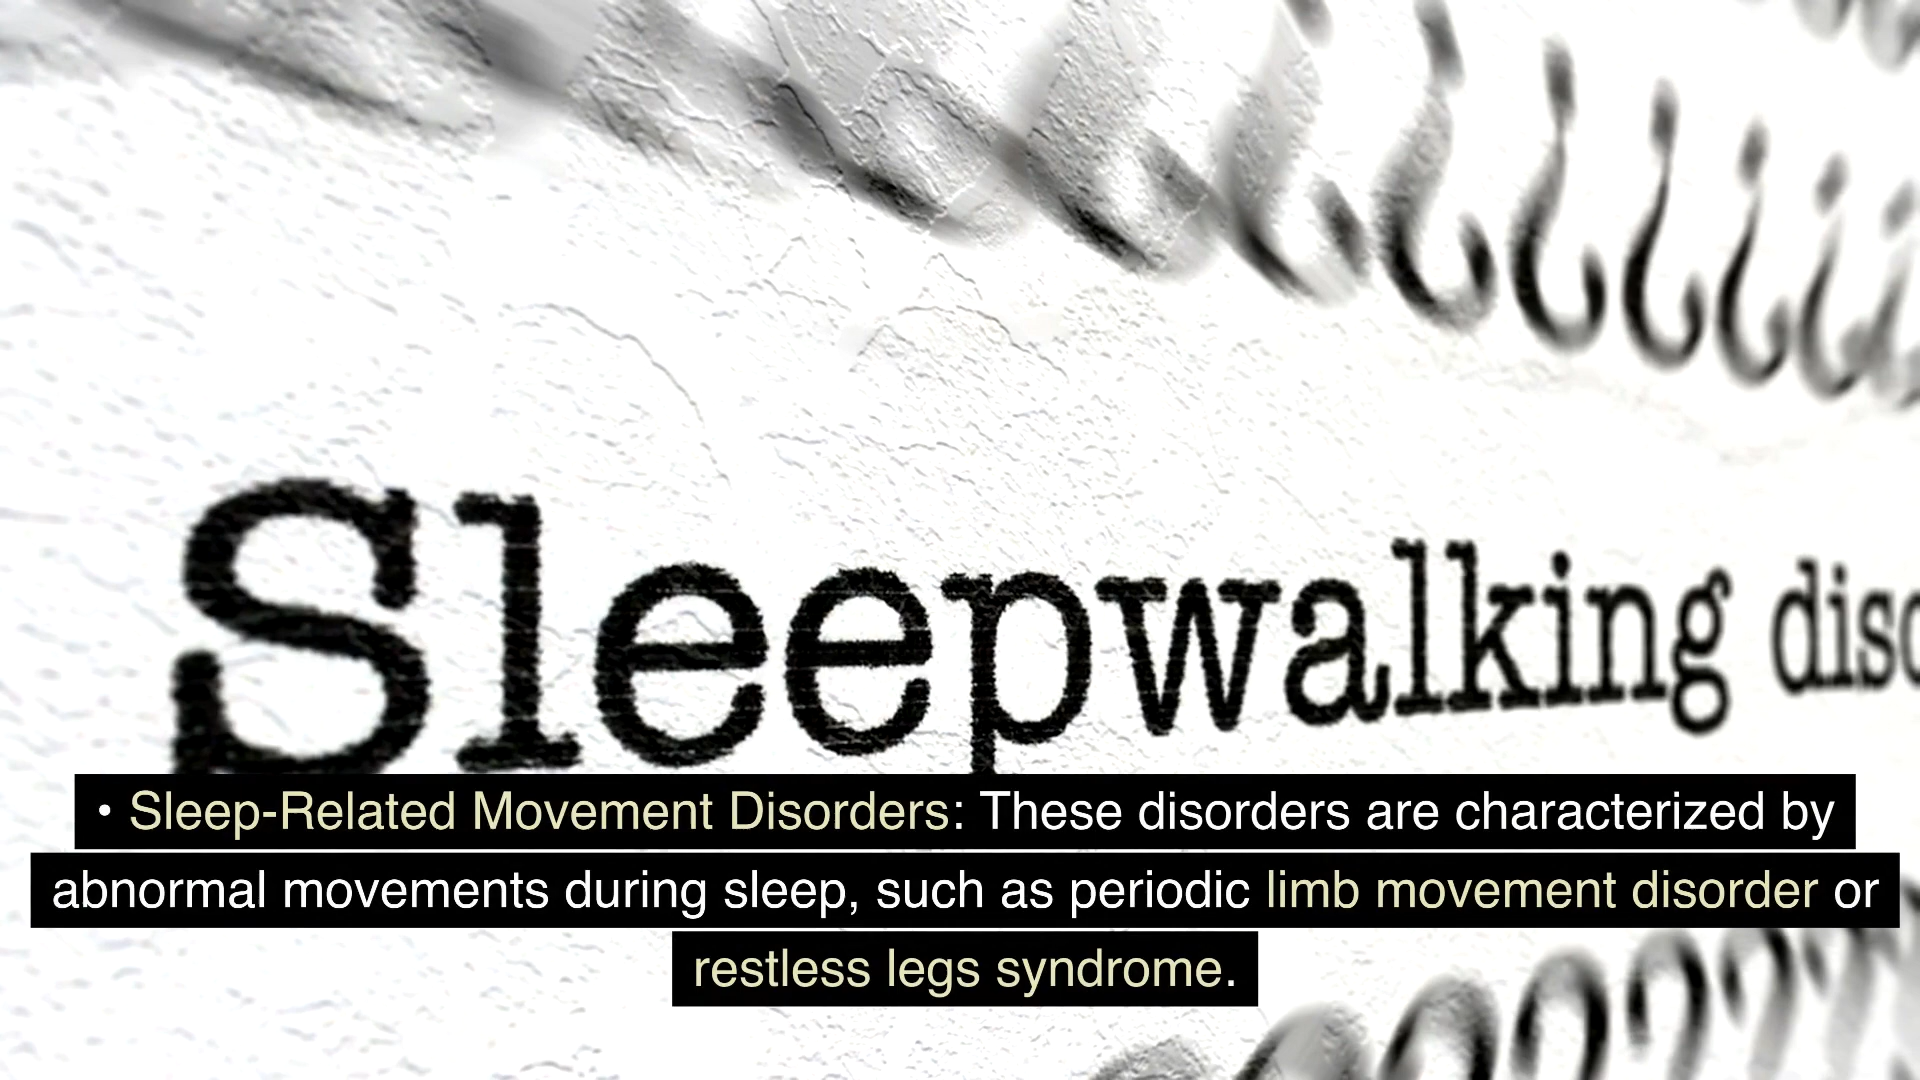 Sleepwalking diso
• Sleep-Related Movement Disorders: These disorders are characterized by
abnormal movements during sleep, such as periodic limb movement disorder or
restless legs syndrome.